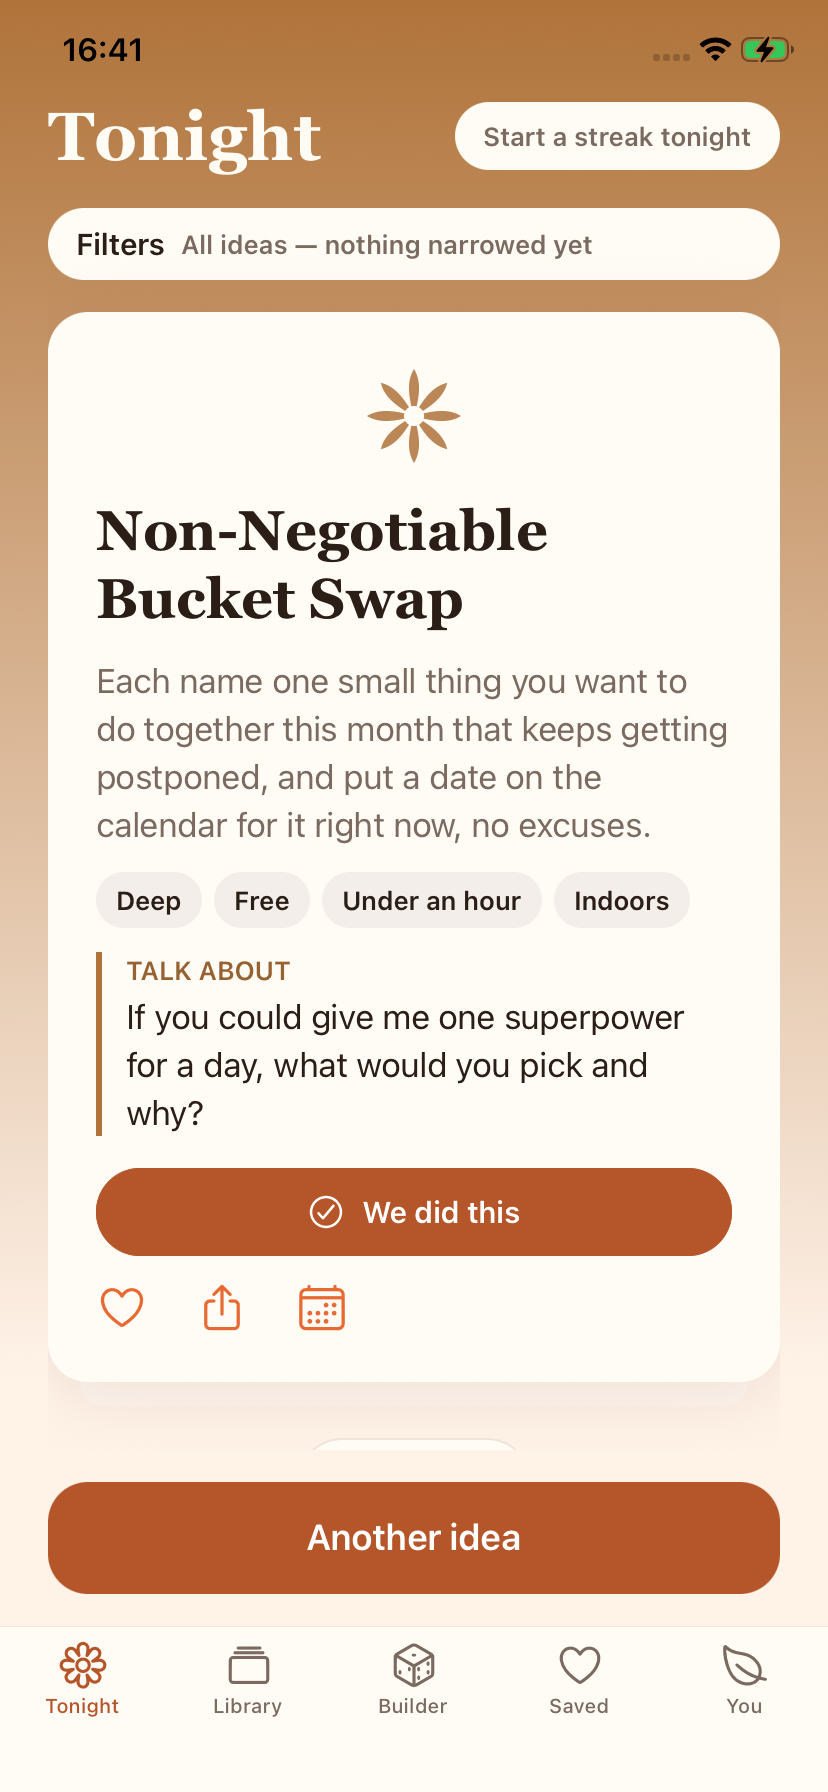 16:41
Tonight
Start a streak tonight
Filters All ideas — nothing narrowed yet
Non-Negotiable
Bucket Swap
Each name one small thing you want to
do together this month that keeps getting
postponed, and put a date on the
calendar for it right now, no excuses.
Deep Free Under an hour Indoors
TALK ABOUT
If you could give me one superpower
for a day, what would you pick and
why?
We did this
Another idea
Tonight Library Builder Saved You